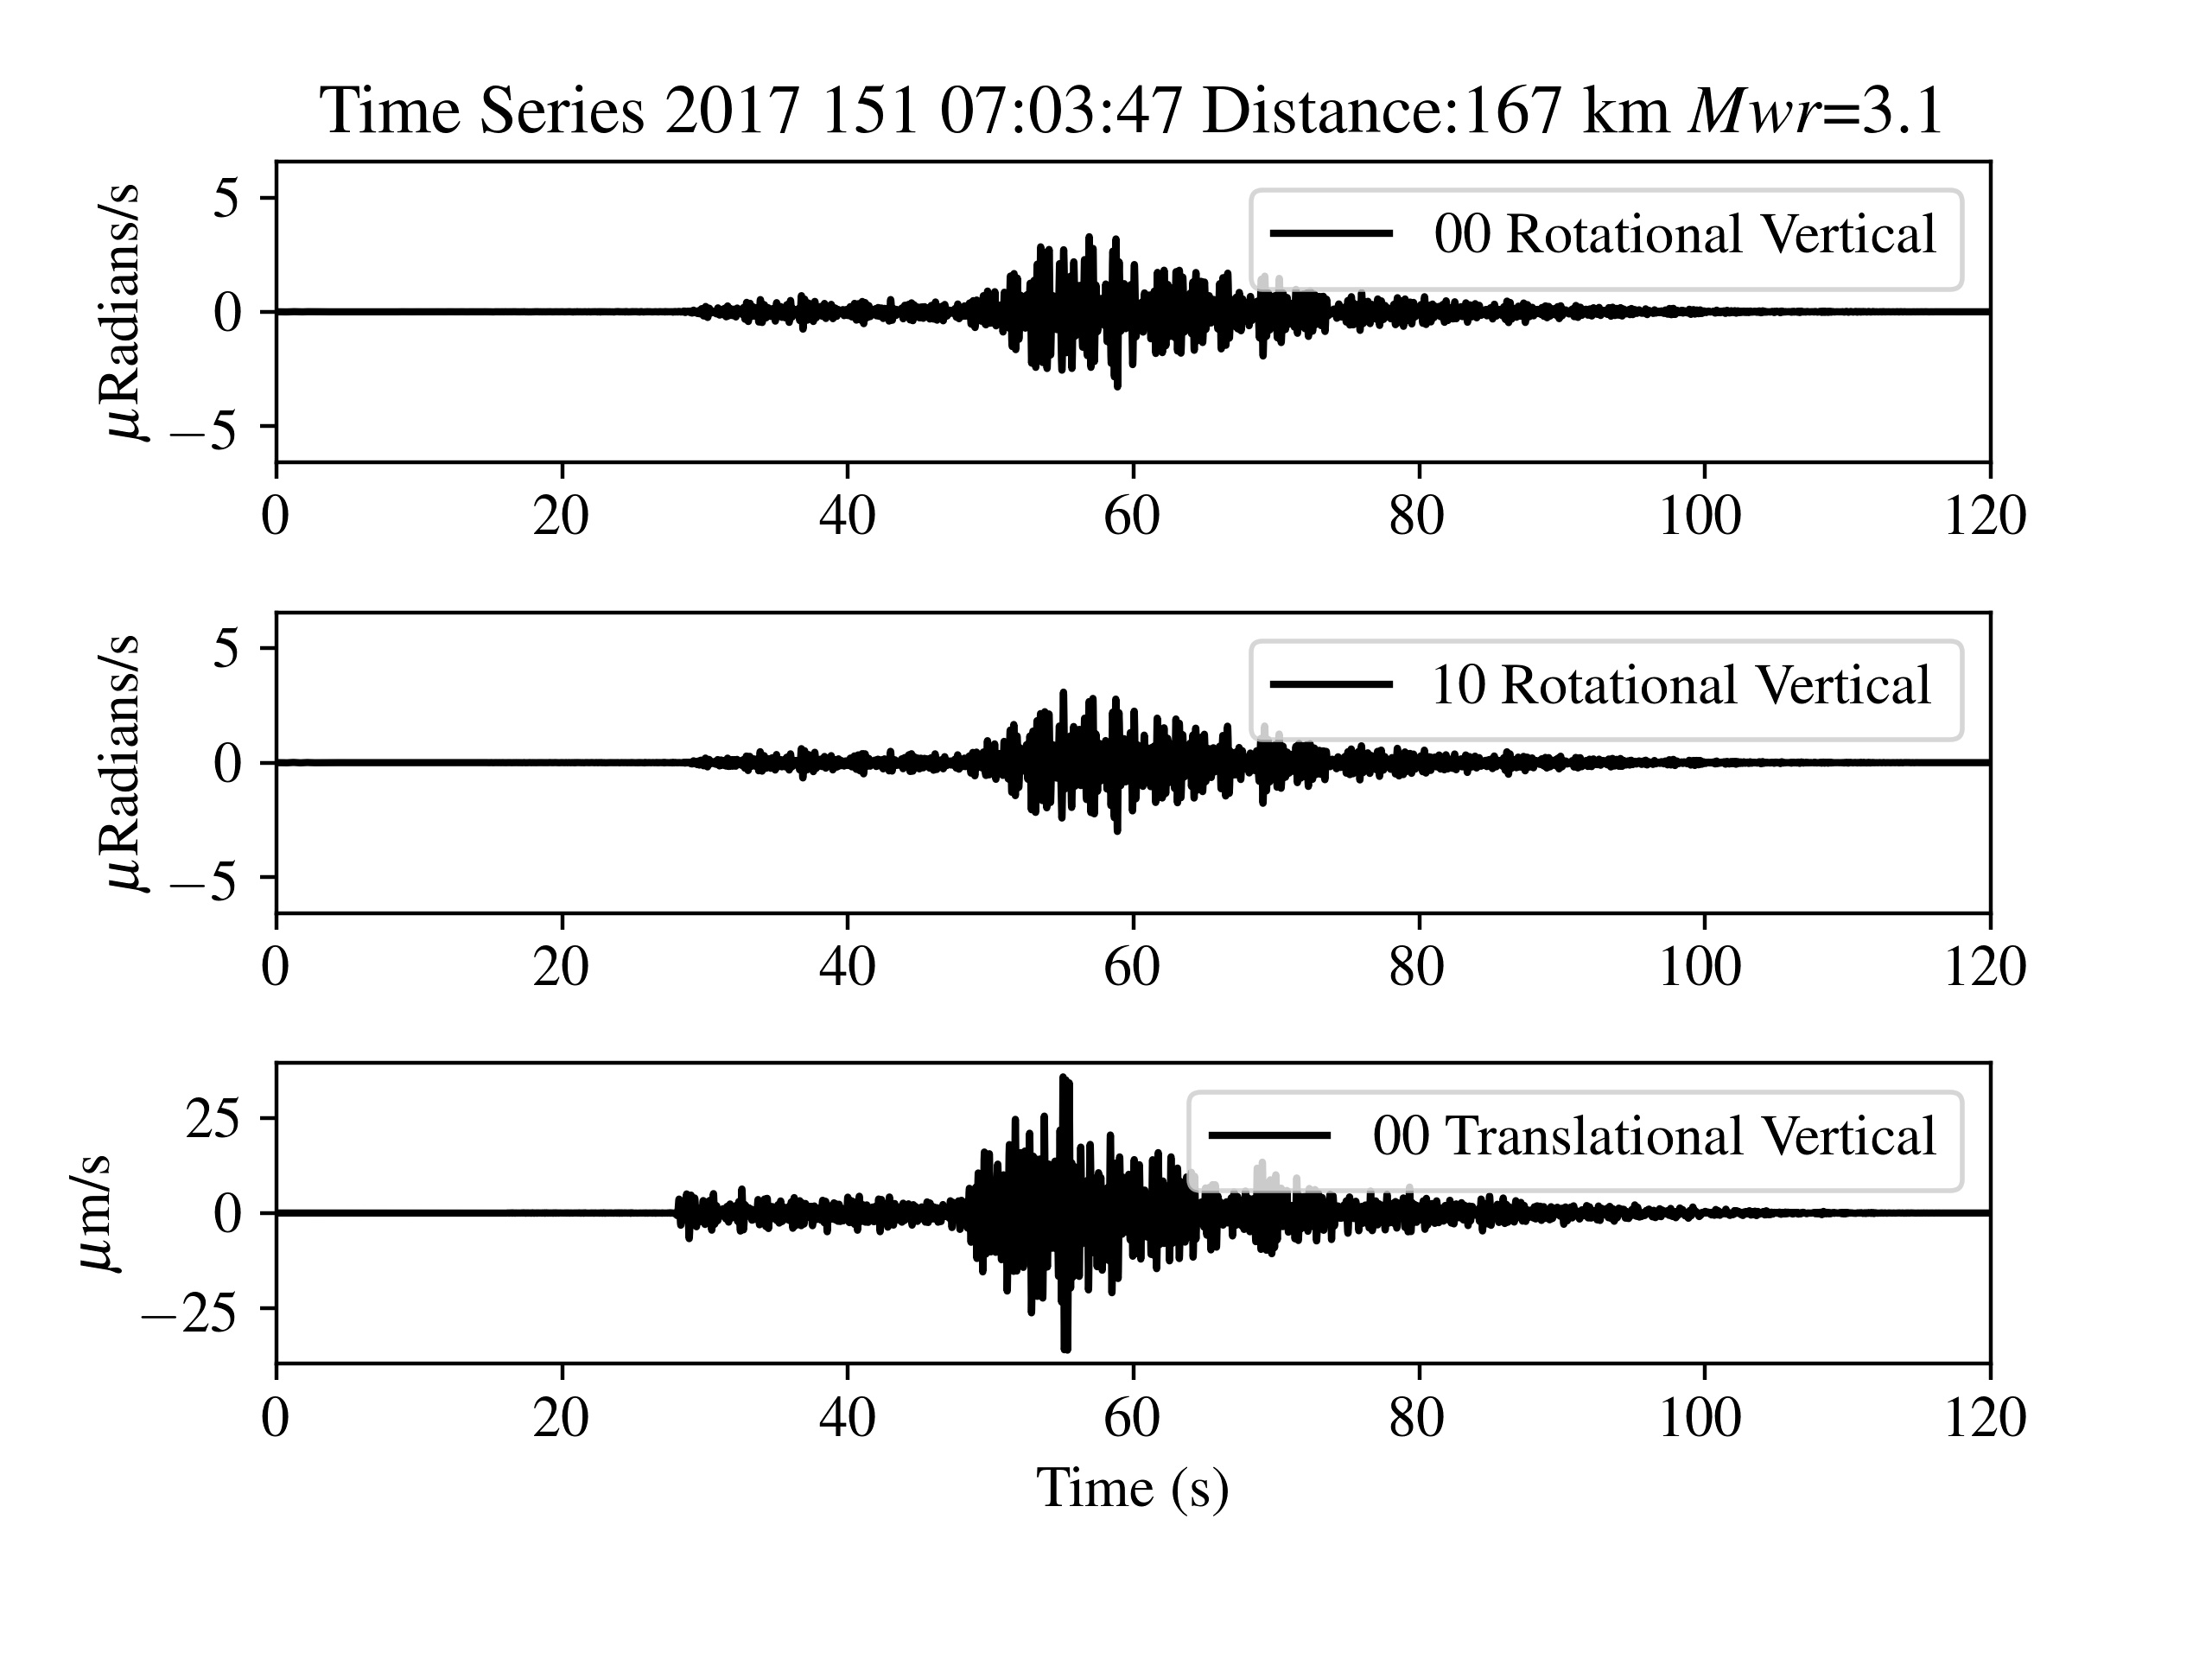 Time Series 2017 151 07:03:47 Distance:167 km Mwr=3.1
μRadians/s
5
0
−5
00 Rotational Vertical
0 20 40 60 80 100 120
μRadians/s
5
0
−5
10 Rotational Vertical
0 20 40 60 80 100 120
μm/s
25
0
−25
00 Translational Vertical
0 20 40 60 80 100 120
Time (s)